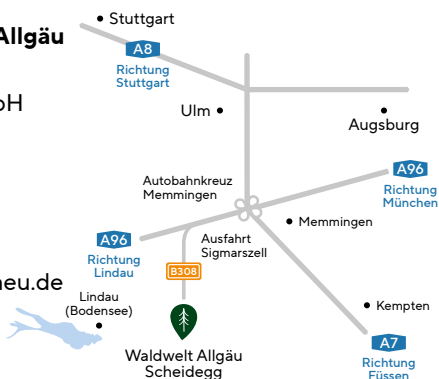 Stuttgart
Allgäu
A8
Richtung
Stuttgart
Ulm
Augsburg
A96
Richtung
München
Autobahnkreuz
Memmingen
Memmingen
A96
Richtung
Lindau
Ausfahrt
Sigmarszell
B308
neu.de
Lindau
(Bodensee)
Kempten
Waldwelt Allgäu
Scheidegg
A7
Richtung
Füssen